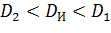 D₂ < Dи < D₁